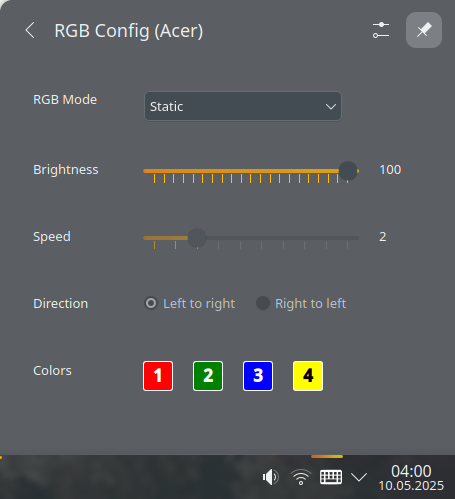 RGB Config (Acer)
RGB Mode
Static
Brightness
100
Speed
2
Direction
Left to right
Right to left
Colors
1
2
3
4
04:00
10.05.2025